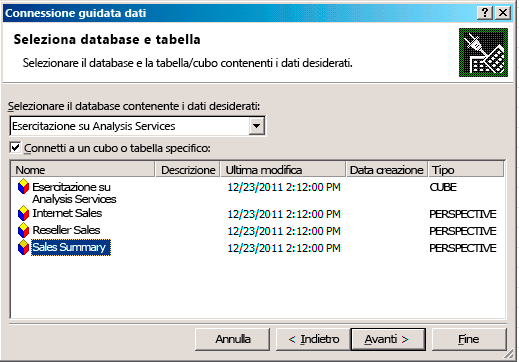 Connessione guidata dati
Seleziona database e tabella
Selezionare il database e la tabella/cubo contenenti i dati desiderati.
Selezionare il database contenente i dati desiderati:
Esercitazione su Analysis Services
Connetti a un cubo o tabella specifico:
Nome Descrizione Ultima modifica Data creazione Tipo
Esercitazione su 12/23/2011 2:12:00 PM CUBE
Analysis Services
Internet Sales 12/23/2011 2:12:00 PM PERSPECTIVE
Reseller Sales 12/23/2011 2:12:00 PM PERSPECTIVE
Sales Summary 12/23/2011 2:12:00 PM PERSPECTIVE
Annulla < Indietro Avanti > Fine